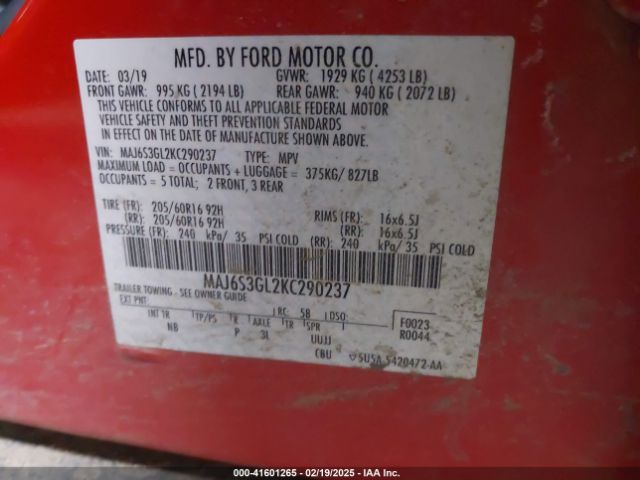 MFD. BY FORD MOTOR CO.
DATE: 03/19 GVWR: 1929 KG ( 4253 LB)
FRONT GAWR: 995 KG ( 2194 LB) REAR GAWR: 940 KG ( 2072 LB)
THIS VEHICLE CONFORMS TO ALL APPLICABLE FEDERAL MOTOR
VEHICLE SAFETY AND THEFT PREVENTION STANDARDS
IN EFFECT ON THE DATE OF MANUFACTURE SHOWN ABOVE.
VIN: MAJ6S3GL2KC290237 TYPE: MPV
MAXIMUM LOAD = OCCUPANTS + LUGGAGE = 375KG/ 827LB
OCCUPANTS = 5 TOTAL; 2 FRONT, 3 REAR
TIRE (FR): 205/60R16 92H RIMS (FR): 16x6.5J
(RR): 205/60R16 92H (RR): 16x6.5J
PRESSURE (FR): 240 kPa/ 35 PSI COLD (RR): 240 kPa/ 35 PSI COLD
MAJ6S3GL2KC290237
TRAILER TOWING - SEE OWNER GUIDE
EXT PNT: RC: 5B DSO:
INT TR TP/PS R AXLE TR SPR F0023
NB P 3L UUJJ R0044
CBU 5U5A 5420472-AA
000-41601265 - 02/19/2025 - IAA Inc.